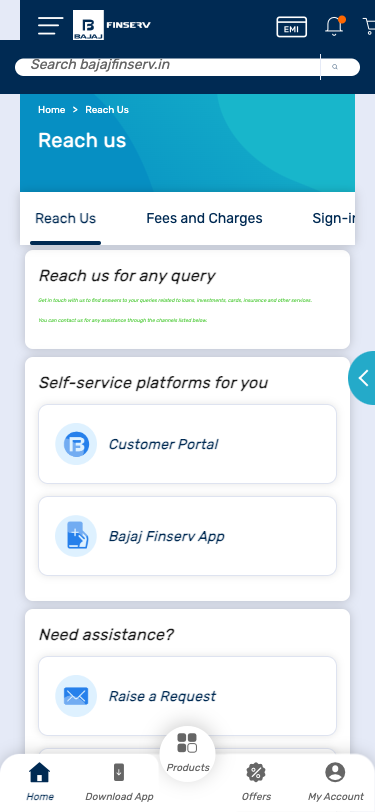 BAJAJ
FINSERV
EMI
Search bajajfinserv.in
Home > Reach Us
Reach us
Reach Us
Fees and Charges
Sign-i
Reach us for any query
Get in touch with us to find answers to your queries related to loans, investments, cards, insurance and other services.
You can contact us for any assistance through the channels listed below.
Self-service platforms for you
Customer Portal
Bajaj Finserv App
Need assistance?
Raise a Request
Home
Download App
Products
Offers
My Account